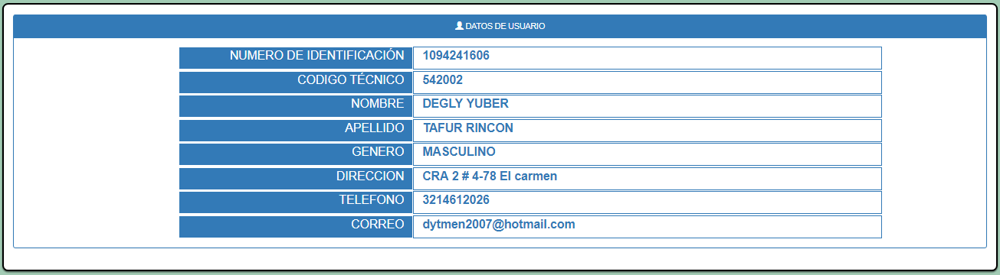 DATOS DE USUARIO
NUMERO DE IDENTIFICACIÓN 1094241606
CODIGO TÉCNICO 542002
NOMBRE DEGLY YUBER
APELLIDO TAFUR RINCON
GENERO MASCULINO
DIRECCION CRA 2 # 4-78 El carmen
TELEFONO 3214612026
CORREO dytmen2007@hotmail.com